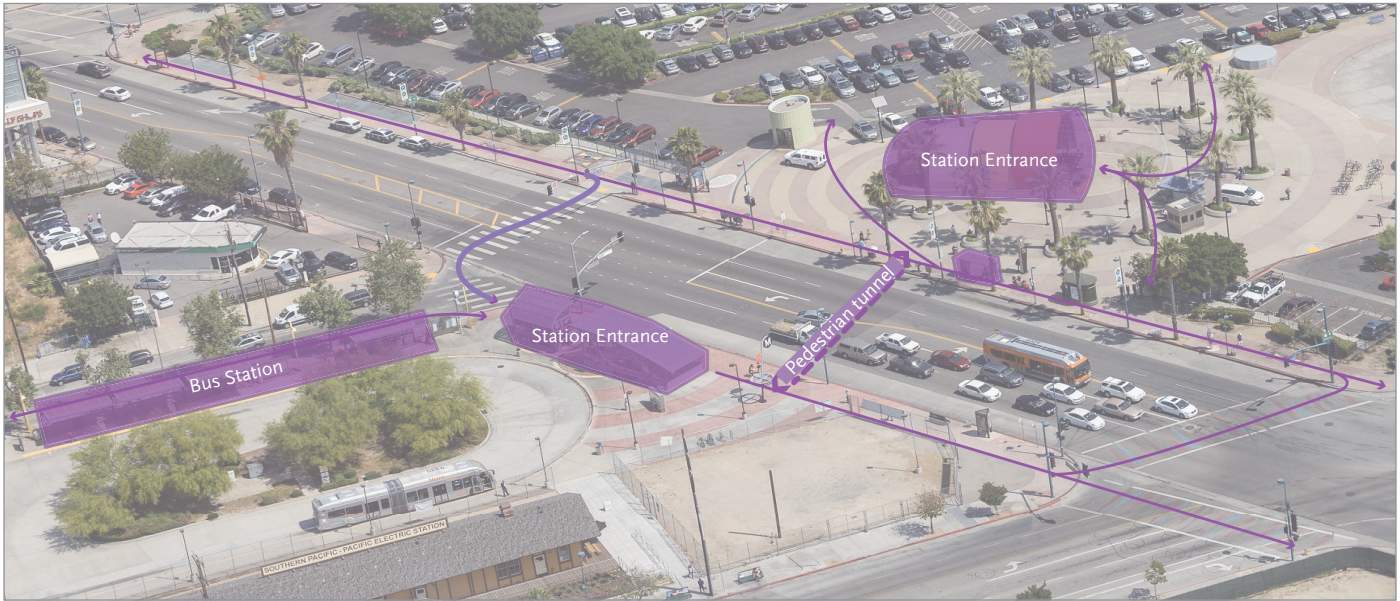 Station Entrance
Station Entrance
Pedestrian tunnel
Bus Station
SOUTHERN PACIFIC - PACIFIC ELECTRIC STATION
M